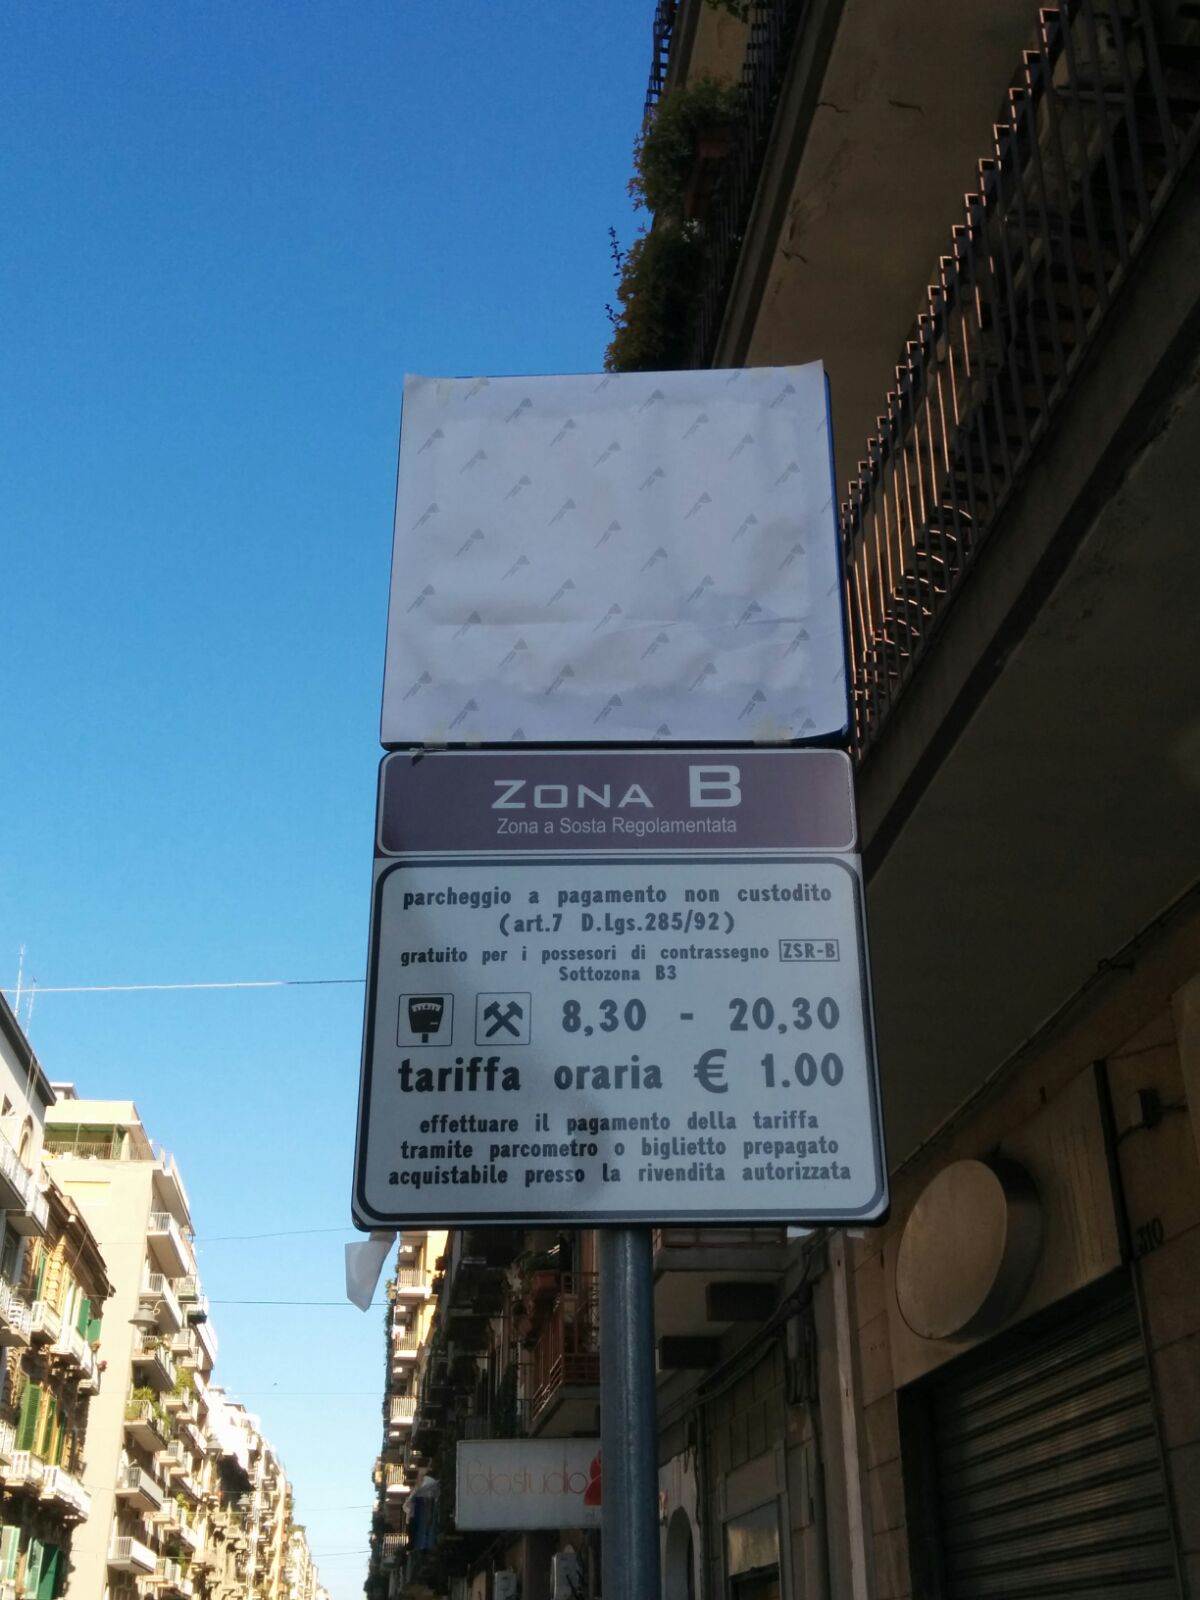 ZONA B
Zona a Sosta Regolamentata
parcheggio a pagamento non custodito
(art.7 D.Lgs.285/92)
gratuito per i possesori di contrassegno ZSR-B
Sottozona B3
8,30 - 20,30
tariffa oraria € 1.00
effettuare il pagamento della tariffa
tramite parcometro o biglietto prepagato
acquistabile presso la rivendita autorizzata
fotostudio
310